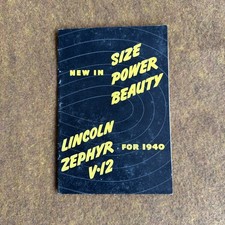 NEW IN SIZE
POWER
BEAUTY
LINCOLN
ZEPHYR FOR 1940
V-12